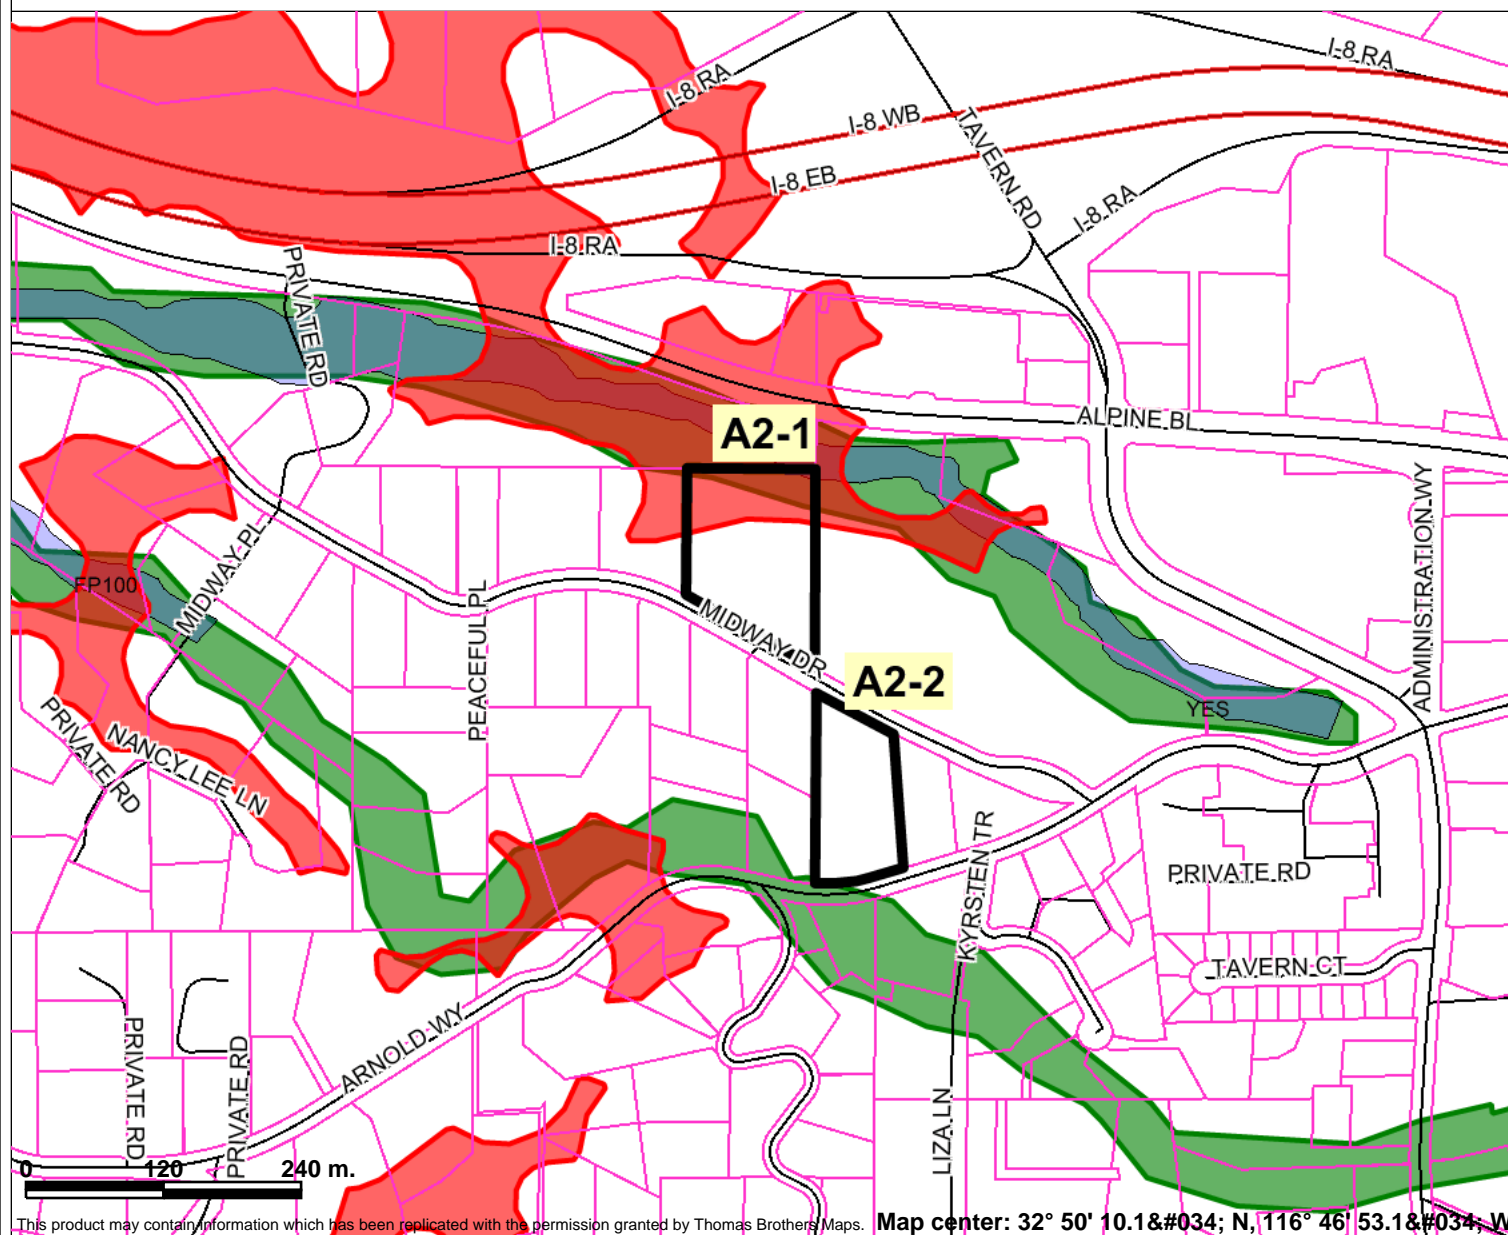 I-8 RA
I-8 RA
I-8 WB
TAVERN RD
I-8 EB
I-8 RA
I-8 RA
PRIVATE RD
ALPINE BL
A2-1
ADMINISTRATION WY
MIDWAY PL
FP100
PEACEFUL PL
MIDWAY DR
A2-2
YES
PRIVATE RD
NANCY LEE LN
KYRSTEN TR
PRIVATE RD
TAVERN CT
ARNOLD WY
PRIVATE RD
PRIVATE RD
LIZA LN
0 120 240 m.
This product may contain information which has been replicated with the permission granted by Thomas Brothers Maps. Map center: 32° 50' 10.1&#034; N, 116° 46' 53.1&#034; W